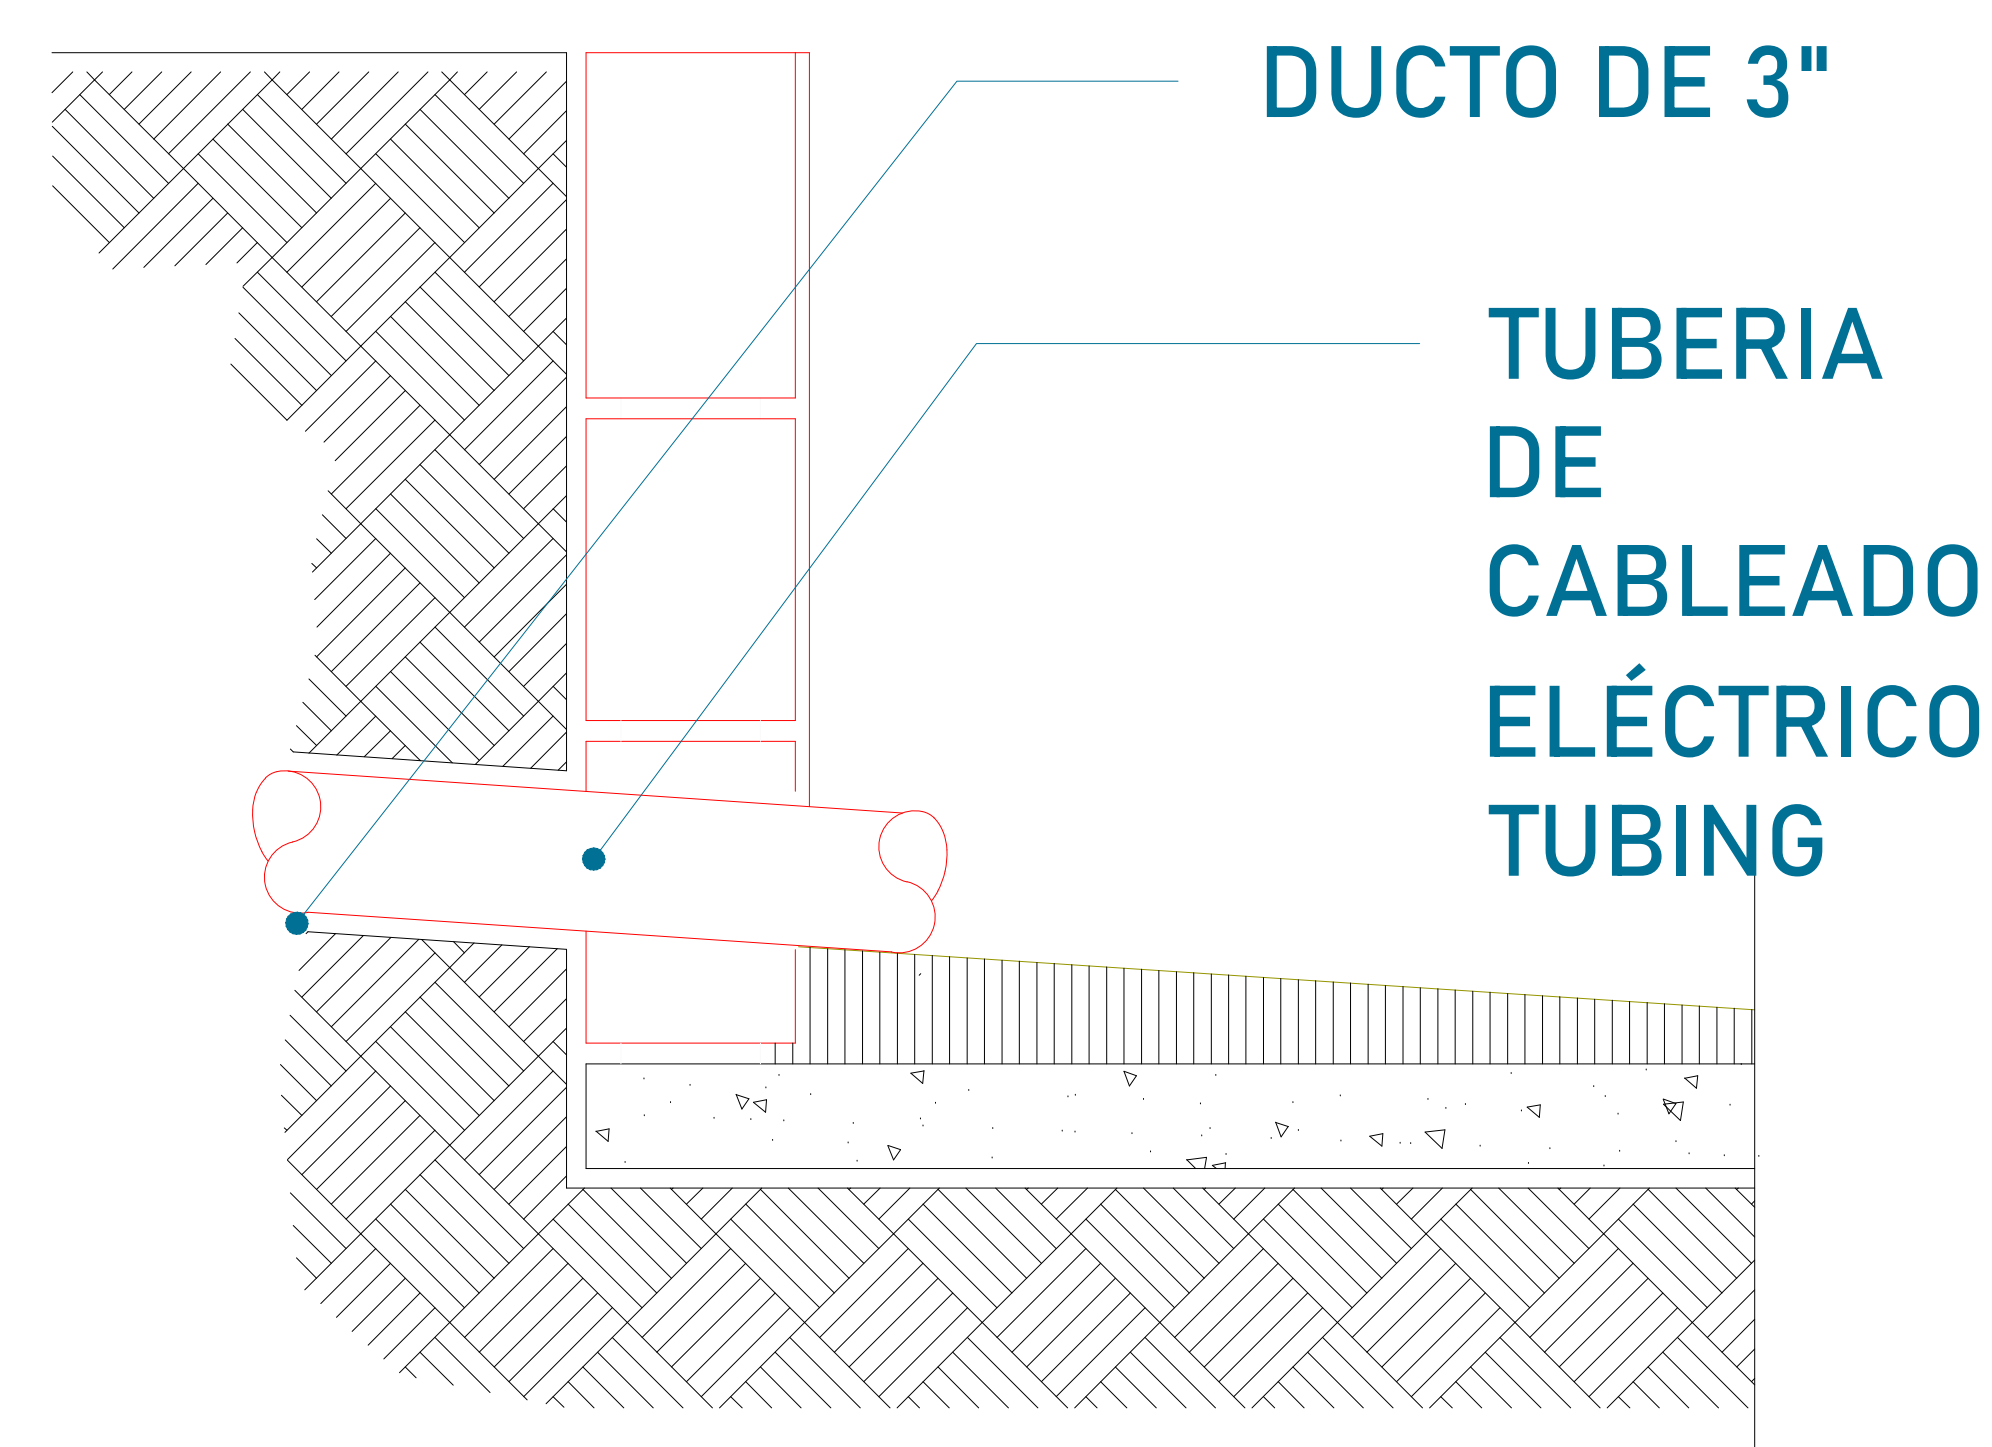 DUCTO DE 3"
TUBERIA
DE
CABLEADO
ELÉCTRICO
TUBING